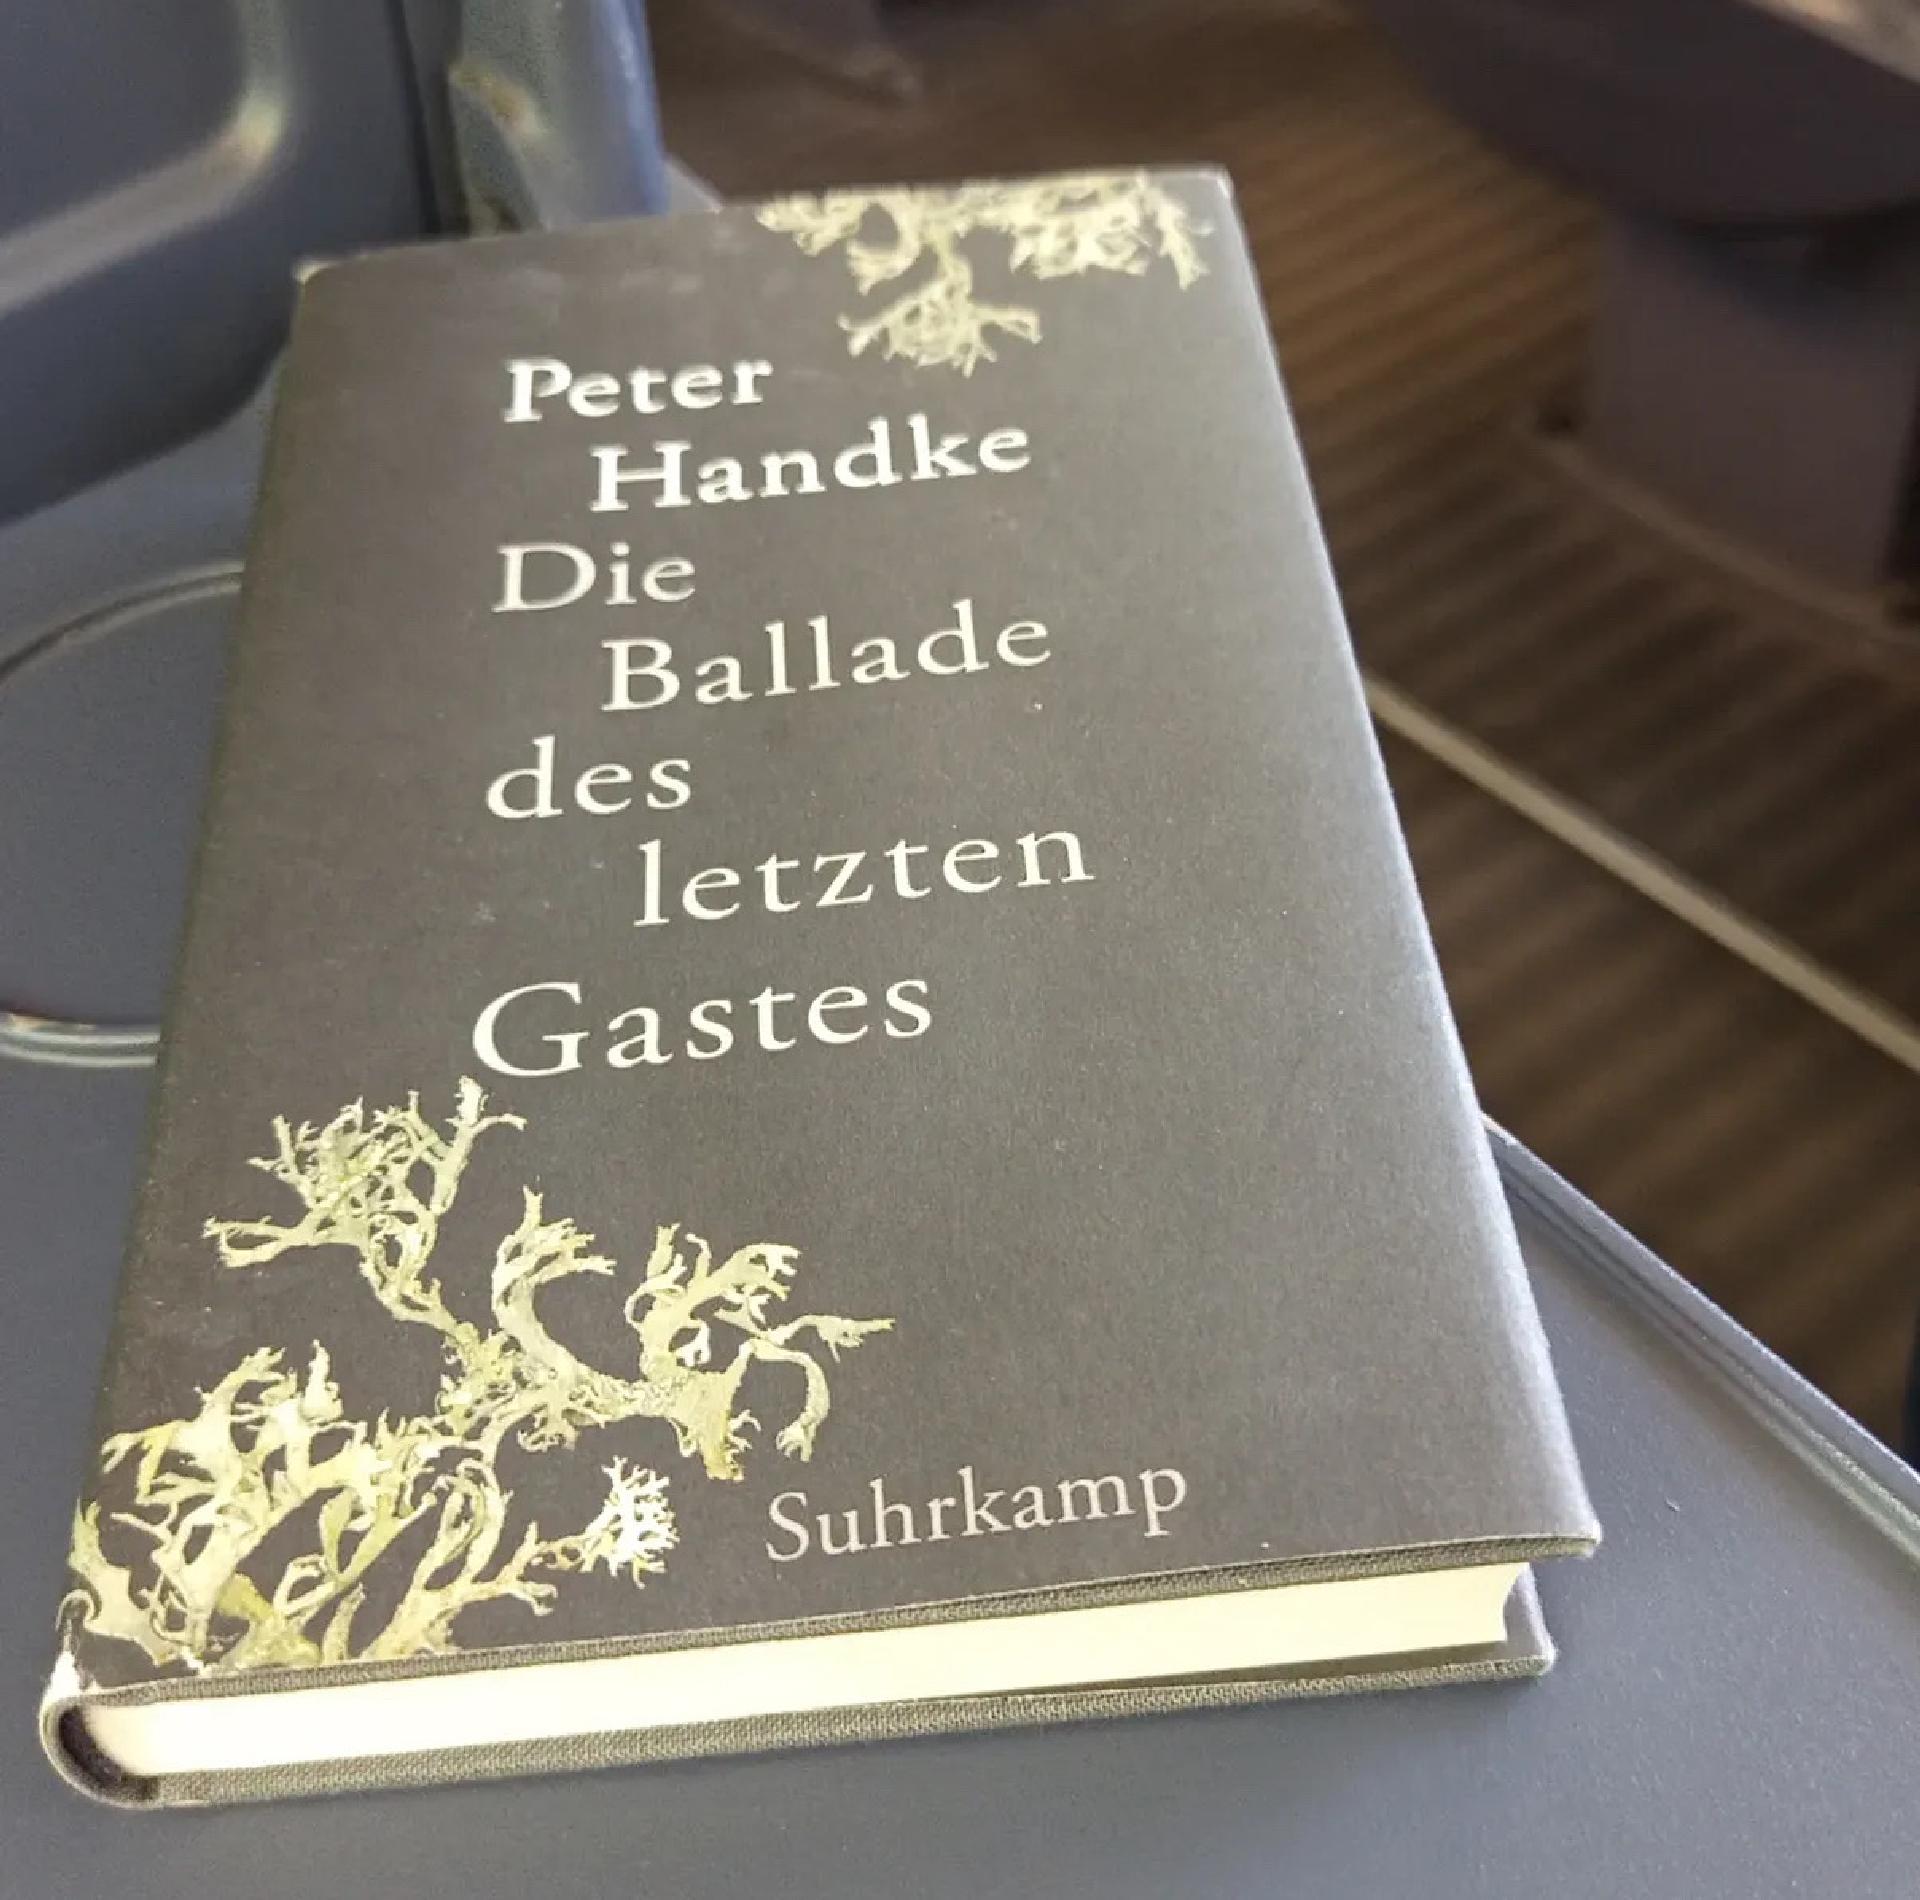 Peter
Handke
Die
Ballade
des
letzten
Gastes
Suhrkamp